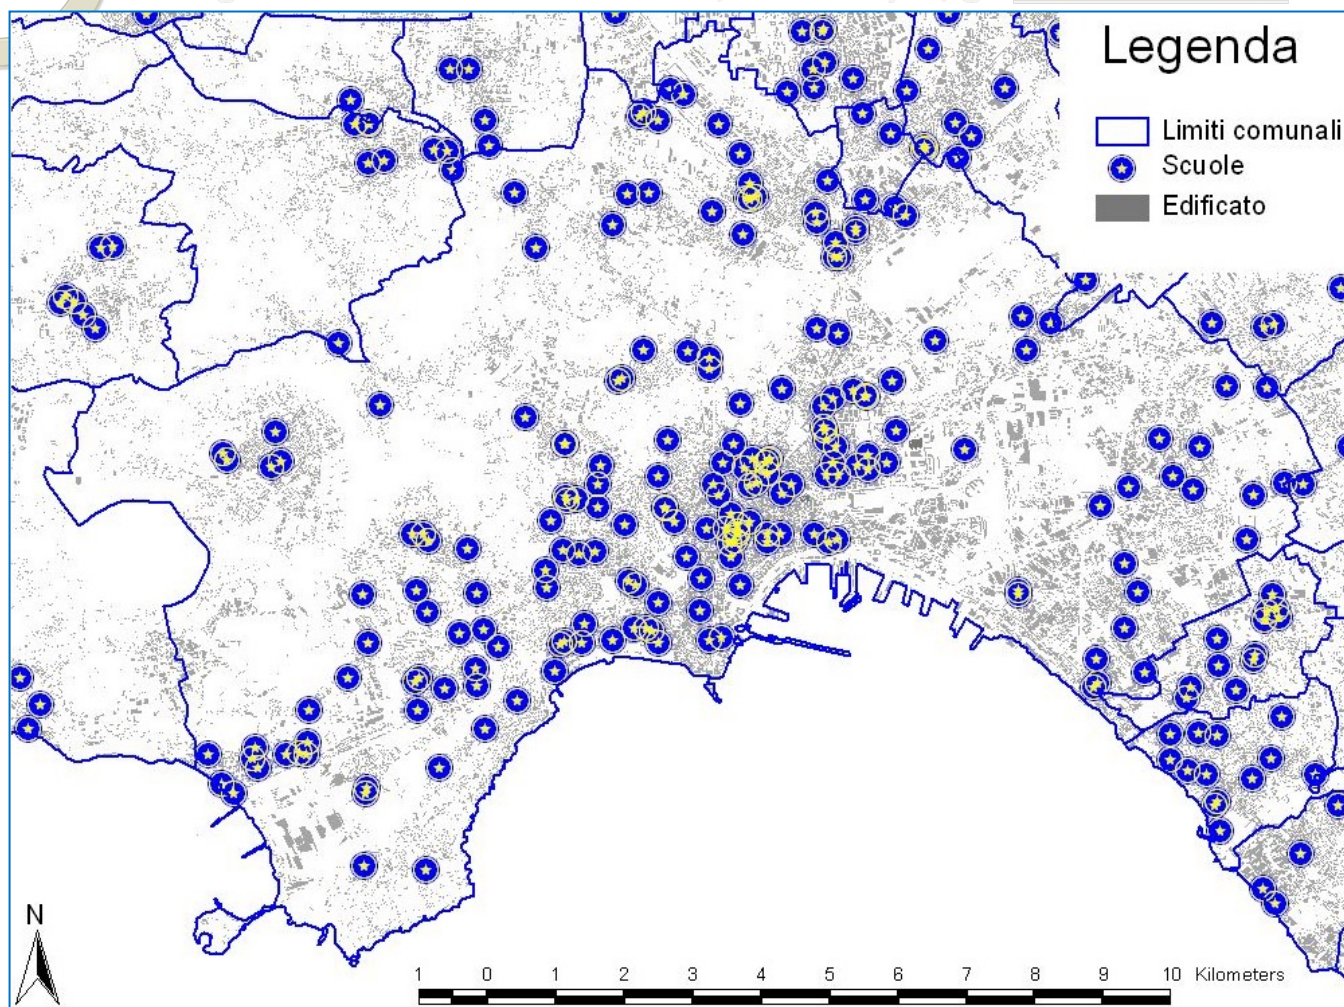 Legenda
Limiti comunali
Scuole
Edificato
N
1 0 1 2 3 4 5 6 7 8 9 10 Kilometers